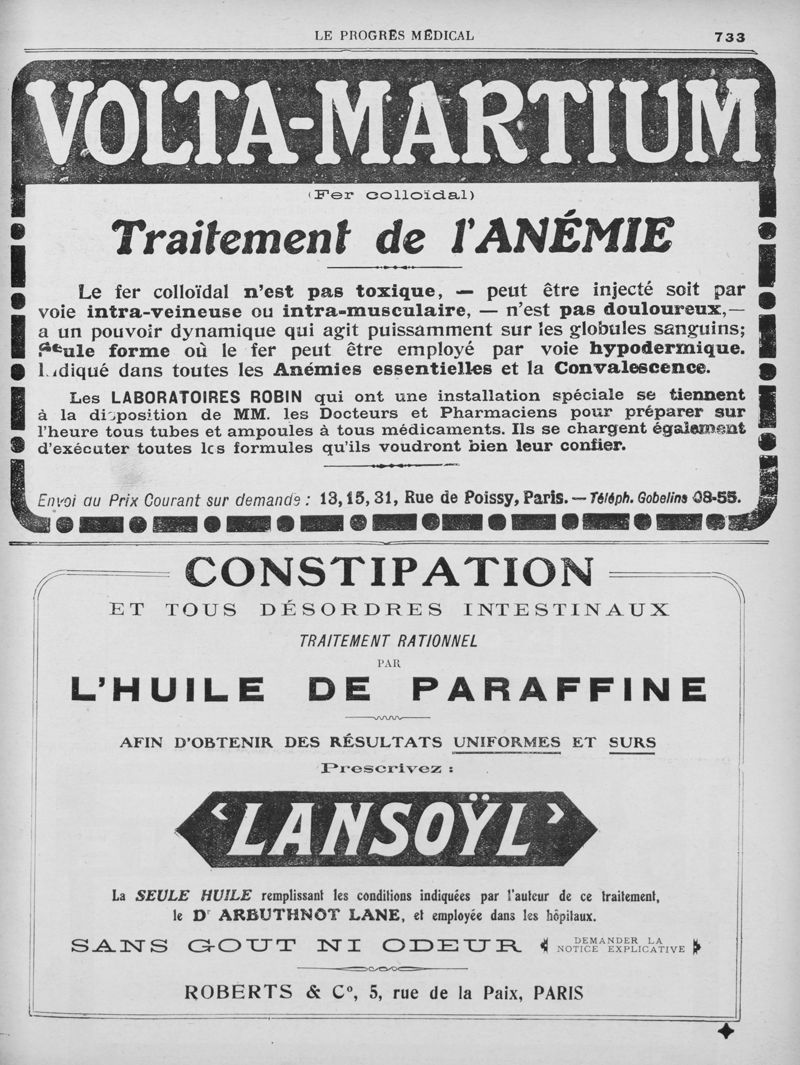 LE PROGRÈS MÉDICAL 733
VOLTA-MARTIUM
(Fer colloïdal)
Traitement de l'ANÉMIE
Le fer colloïdal n'est pas toxique, — peut être injecté soit par
voie intra-veineuse ou intra-musculaire, — n'est pas douloureux, —
a un pouvoir dynamique qui agit puissamment sur les globules sanguins;
Seule forme où le fer peut être employé par voie hypodermique.
Indiqué dans toutes les Anémies essentielles et la Convalescence.
Les LABORATOIRES ROBIN qui ont une installation spéciale se tiennent
à la disposition de MM. les Docteurs et Pharmaciens pour préparer sur
l'heure tous tubes et ampoules à tous médicaments. Ils se chargent également
d'exécuter toutes les formules qu'ils voudront bien leur confier.
Envoi au Prix Courant sur demande : 13, 15, 31, Rue de Poissy, Paris. — Téléph. Gobelins 08-55.
CONSTIPATION
ET TOUS DÉSORDRES INTESTINAUX
TRAITEMENT RATIONNEL
PAR
L'HUILE DE PARAFFINE
AFIN D'OBTENIR DES RÉSULTATS UNIFORMES ET SURS
Prescrivez :
‹LANSOŸL›
La SEULE HUILE remplissant les conditions indiquées par l'auteur de ce traitement,
le Dr ARBUTHNOT LANE, et employée dans les hôpitaux.
SANS GOUT NI ODEUR DEMANDER LA
NOTICE EXPLICATIVE
ROBERTS & Co, 5, rue de la Paix, PARIS